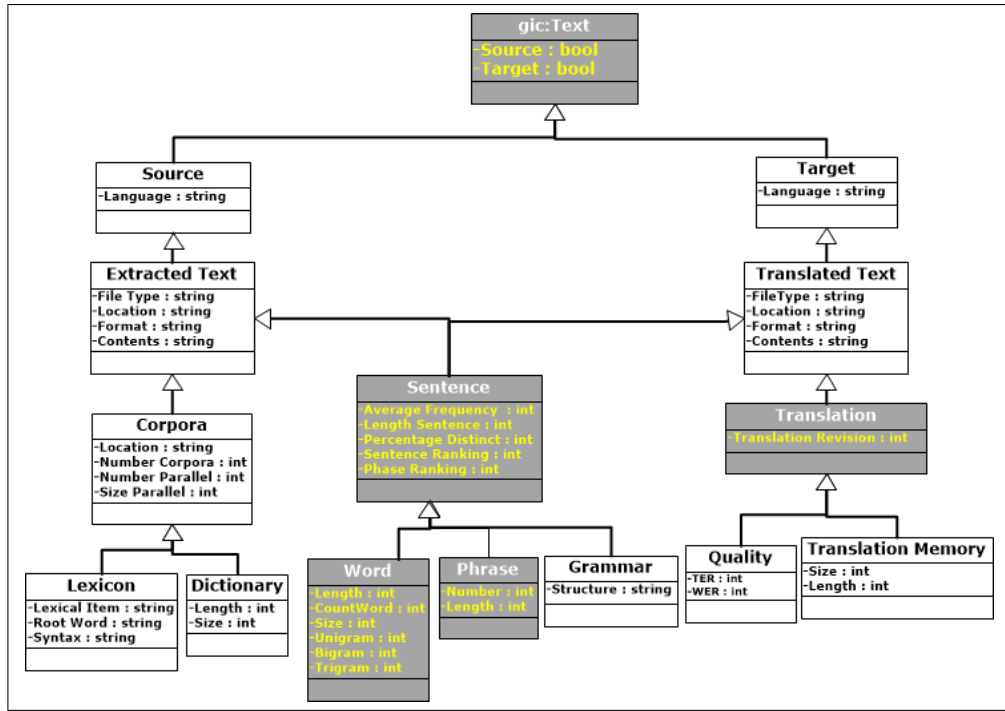 gic:Text
-Source : bool
-Target : bool
Source
-Language : string
Target
-Language : string
Extracted Text
-File Type : string
-Location : string
-Format : string
-Contents : string
Translated Text
-FileType : string
-Location : string
-Format : string
-Contents : string
Sentence
-Average Frequency : int
-Length Sentence : int
-Percentage Distinct : int
-Sentence Ranking : int
-Phase Ranking : int
Translation
-Translation Revision : int
Corpora
-Location : string
-Number Corpora : int
-Number Parallel : int
-Size Parallel : int
Lexicon
-Lexical Item : string
-Root Word : string
-Syntax : string
Dictionary
-Length : int
-Size : int
Word
-Length : int
-CountWord : int
-Size : int
-Unigram : int
-Bigram : int
-Trigram : int
Phrase
-Number : int
-Length : int
Grammar
-Structure : string
Quality
-TER : int
-WER : int
Translation Memory
-Size : int
-Length : int